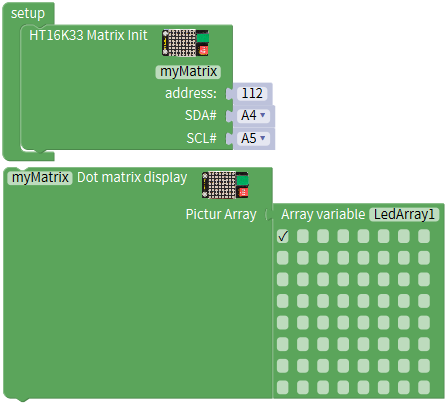 setup
HT16K33 Matrix Init
myMatrix
address: 112
SDA# A4
SCL# A5
myMatrix Dot matrix display
Pictur Array Array variable LedArray1